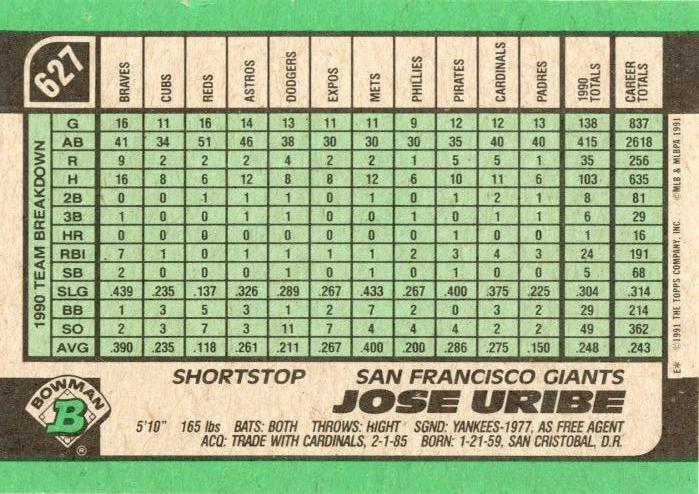 627
BRAVES CUBS REDS ASTROS DODGERS EXPOS METS PHILLIES PIRATES CARDINALS PADRES 1990 TOTALS CAREER TOTALS
1990 TEAM BREAKDOWN
G 16 11 16 14 13 11 11 9 12 12 13 138 837
AB 41 34 51 46 38 30 30 30 35 40 40 415 2618
R 9 2 2 2 4 2 2 1 5 5 1 35 256
H 16 8 6 12 8 8 12 6 10 11 6 103 635
2B 0 0 1 1 1 0 1 0 1 2 1 8 81
3B 1 0 0 1 0 0 0 1 0 1 1 1 6 29
HR 0 0 0 0 0 0 0 0 1 0 0 1 16
RBI 7 1 0 1 1 1 1 2 3 4 3 24 191
SB 2 0 0 0 1 0 1 0 1 0 0 5 68
SLG .439 .235 .137 .326 .289 .267 .433 .267 .400 .375 .225 .304 .314
BB 1 3 5 3 1 2 7 2 0 3 2 29 214
SO 2 3 7 3 11 7 4 4 4 2 2 49 362
AVG .390 .235 .118 .261 .211 .267 .400 .200 .286 .275 .150 .248 .243
E* ©1991 THE TOPPS COMPANY, INC. ©MLB & MLBPA 1991
BOWMAN
B
®
SHORTSTOP SAN FRANCISCO GIANTS
JOSE URIBE
5'10" 165 lbs BATS: BOTH THROWS: HIGHT SGND: YANKEES-1977, AS FREE AGENT
ACQ: TRADE WITH CARDINALS, 2-1-85 BORN: 1-21-59, SAN CRISTOBAL, D.R.